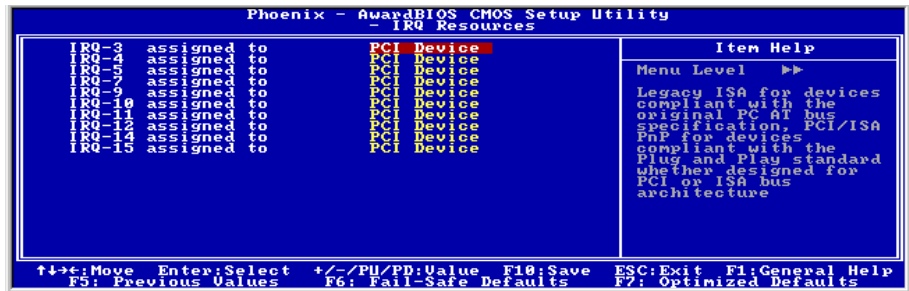 Phoenix - AwardBIOS CMOS Setup Utility
- IRQ Resources
IRQ-3 assigned to PCI Device
IRQ-4 assigned to PCI Device
IRQ-5 assigned to PCI Device
IRQ-7 assigned to PCI Device
IRQ-9 assigned to PCI Device
IRQ-10 assigned to PCI Device
IRQ-11 assigned to PCI Device
IRQ-12 assigned to PCI Device
IRQ-14 assigned to PCI Device
IRQ-15 assigned to PCI Device
Item Help
Menu Level ►►
Legacy ISA for devices
compliant with the
original PC AT bus
specification, PCI/ISA
PnP for devices
compliant with the
Plug and Play standard
whether designed for
PCI or ISA bus
architecture
↑↓→←:Move Enter:Select +/-/PU/PD:Value F10:Save ESC:Exit F1:General Help
F5: Previous Values F6: Fail-Safe Defaults F7: Optimized Defaults